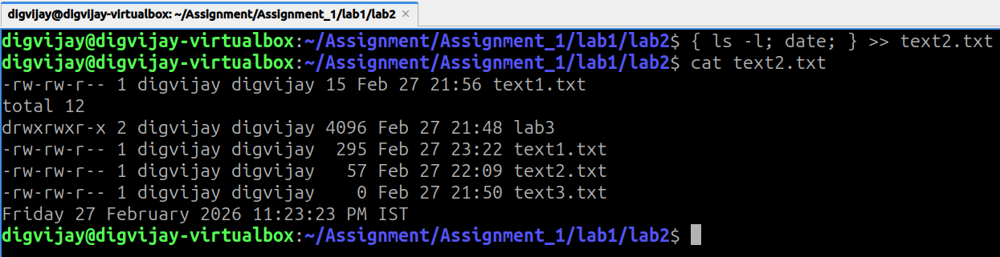 digvijay@digvijay-virtualbox: ~/Assignment/Assignment_1/lab1/lab2 ×
digvijay@digvijay-virtualbox:~/Assignment/Assignment_1/lab1/lab2$ { ls -l; date; } >> text2.txt
digvijay@digvijay-virtualbox:~/Assignment/Assignment_1/lab1/lab2$ cat text2.txt
-rw-rw-r-- 1 digvijay digvijay 15 Feb 27 21:56 text1.txt
total 12
drwxrwxr-x 2 digvijay digvijay 4096 Feb 27 21:48 lab3
-rw-rw-r-- 1 digvijay digvijay  295 Feb 27 23:22 text1.txt
-rw-rw-r-- 1 digvijay digvijay   57 Feb 27 22:09 text2.txt
-rw-rw-r-- 1 digvijay digvijay    0 Feb 27 21:50 text3.txt
Friday 27 February 2026 11:23:23 PM IST
digvijay@digvijay-virtualbox:~/Assignment/Assignment_1/lab1/lab2$